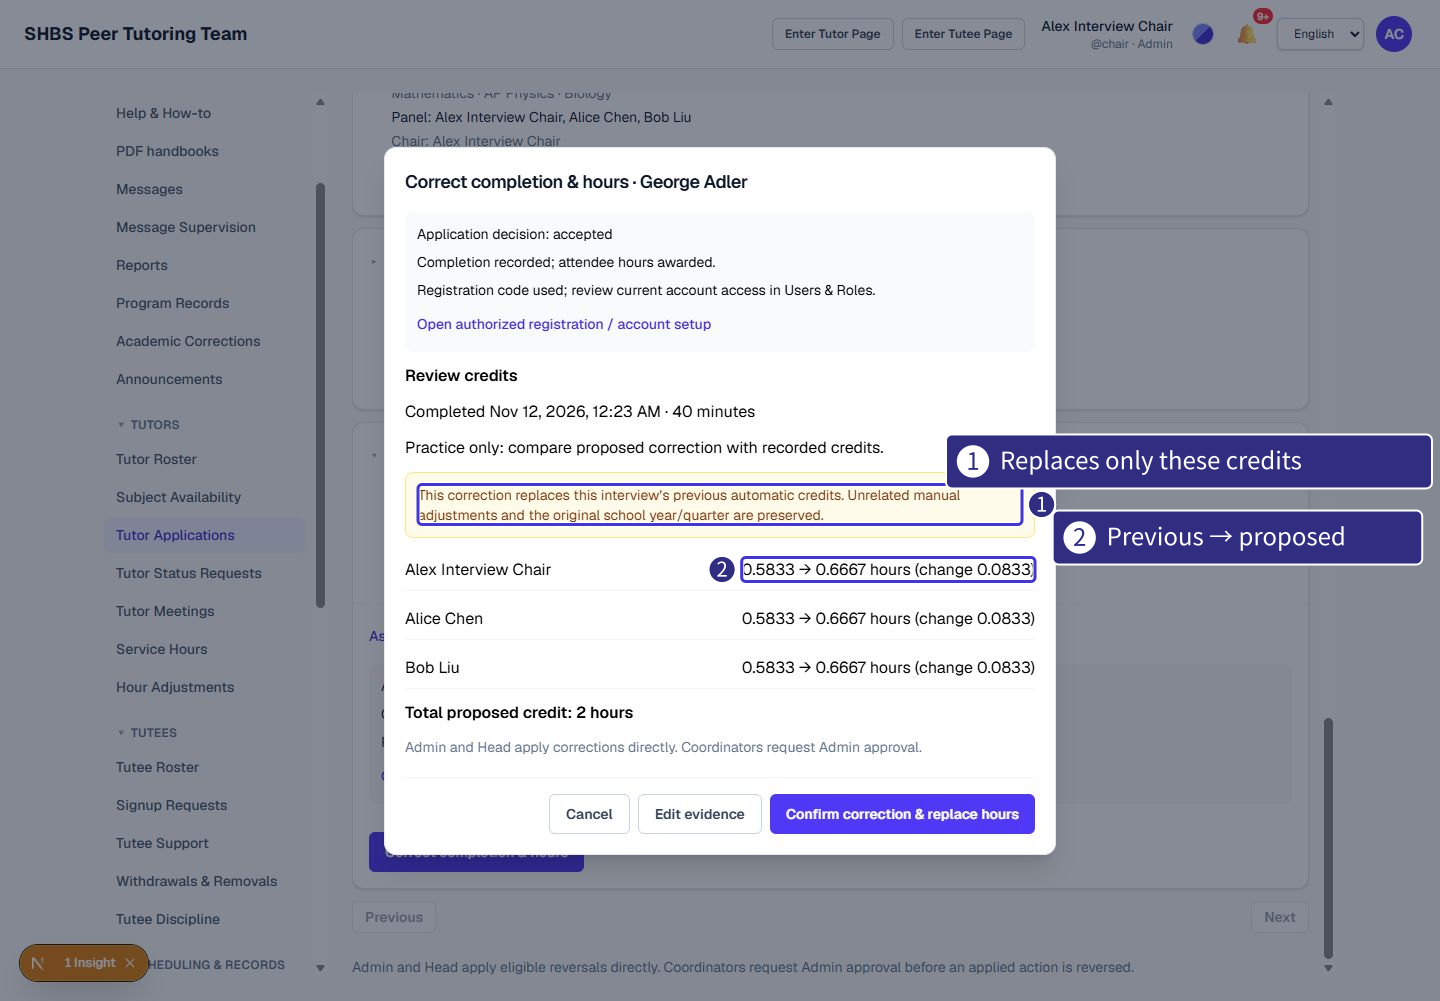 SHBS Peer Tutoring Team
Enter Tutor Page
Enter Tutee Page
Alex Interview Chair
@chair · Admin
9+
English
AC
Help & How-to
PDF handbooks
Messages
Message Supervision
Reports
Program Records
Academic Corrections
Announcements
TUTORS
Tutor Roster
Subject Availability
Tutor Applications
Tutor Status Requests
Tutor Meetings
Service Hours
Hour Adjustments
TUTEES
Tutee Roster
Signup Requests
Tutee Support
Withdrawals & Removals
Tutee Discipline
HEDULING & RECORDS
N 1 Insight ×
Mathematics · AP Physics · Biology
Panel: Alex Interview Chair, Alice Chen, Bob Liu
Chair: Alex Interview Chair
Correct completion & hours · George Adler
Application decision: accepted
Completion recorded; attendee hours awarded.
Registration code used; review current account access in Users & Roles.
Open authorized registration / account setup
Review credits
Completed Nov 12, 2026, 12:23 AM · 40 minutes
Practice only: compare proposed correction with recorded credits.
1 Replaces only these credits
This correction replaces this interview's previous automatic credits. Unrelated manual
adjustments and the original school year/quarter are preserved.
1
2 Previous → proposed
Alex Interview Chair
2
0.5833 → 0.6667 hours (change 0.0833)
Alice Chen
0.5833 → 0.6667 hours (change 0.0833)
Bob Liu
0.5833 → 0.6667 hours (change 0.0833)
Total proposed credit: 2 hours
Admin and Head apply corrections directly. Coordinators request Admin approval.
Cancel
Edit evidence
Confirm correction & replace hours
As
Correct completion & hours
Previous
Next
Admin and Head apply eligible reversals directly. Coordinators request Admin approval before an applied action is reversed.